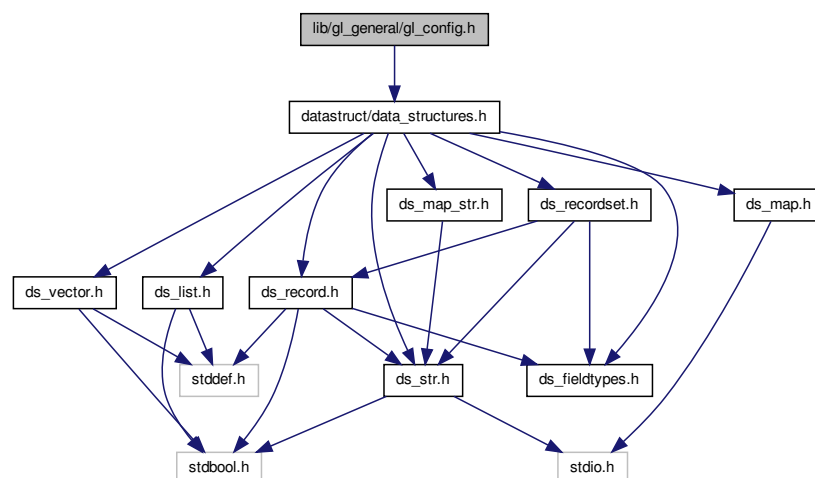 lib/gl_general/gl_config.h
datastruct/data_structures.h
ds_map_str.h
ds_recordset.h
ds_map.h
ds_vector.h
ds_list.h
ds_record.h
stddef.h
ds_str.h
ds_fieldtypes.h
stdbool.h
stdio.h